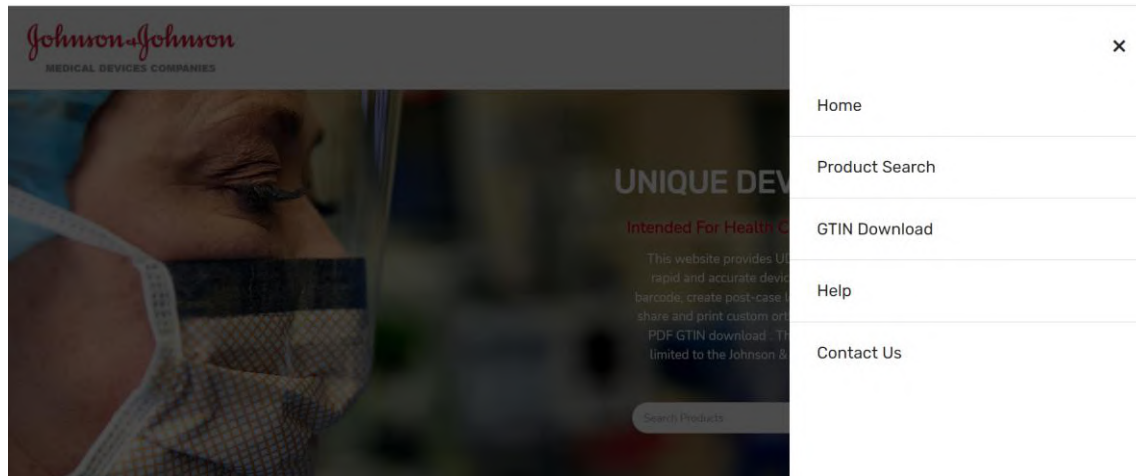 Johnson&Johnson
MEDICAL DEVICES COMPANIES
×
Home
Product Search
GTIN Download
Help
Contact Us
UNIQUE DEV
Intended For Health C
This website provides U
rapid and accurate devic
barcode, create post-case l
share and print custom ort
PDF GTIN download . Th
limited to the Johnson &
Search Products